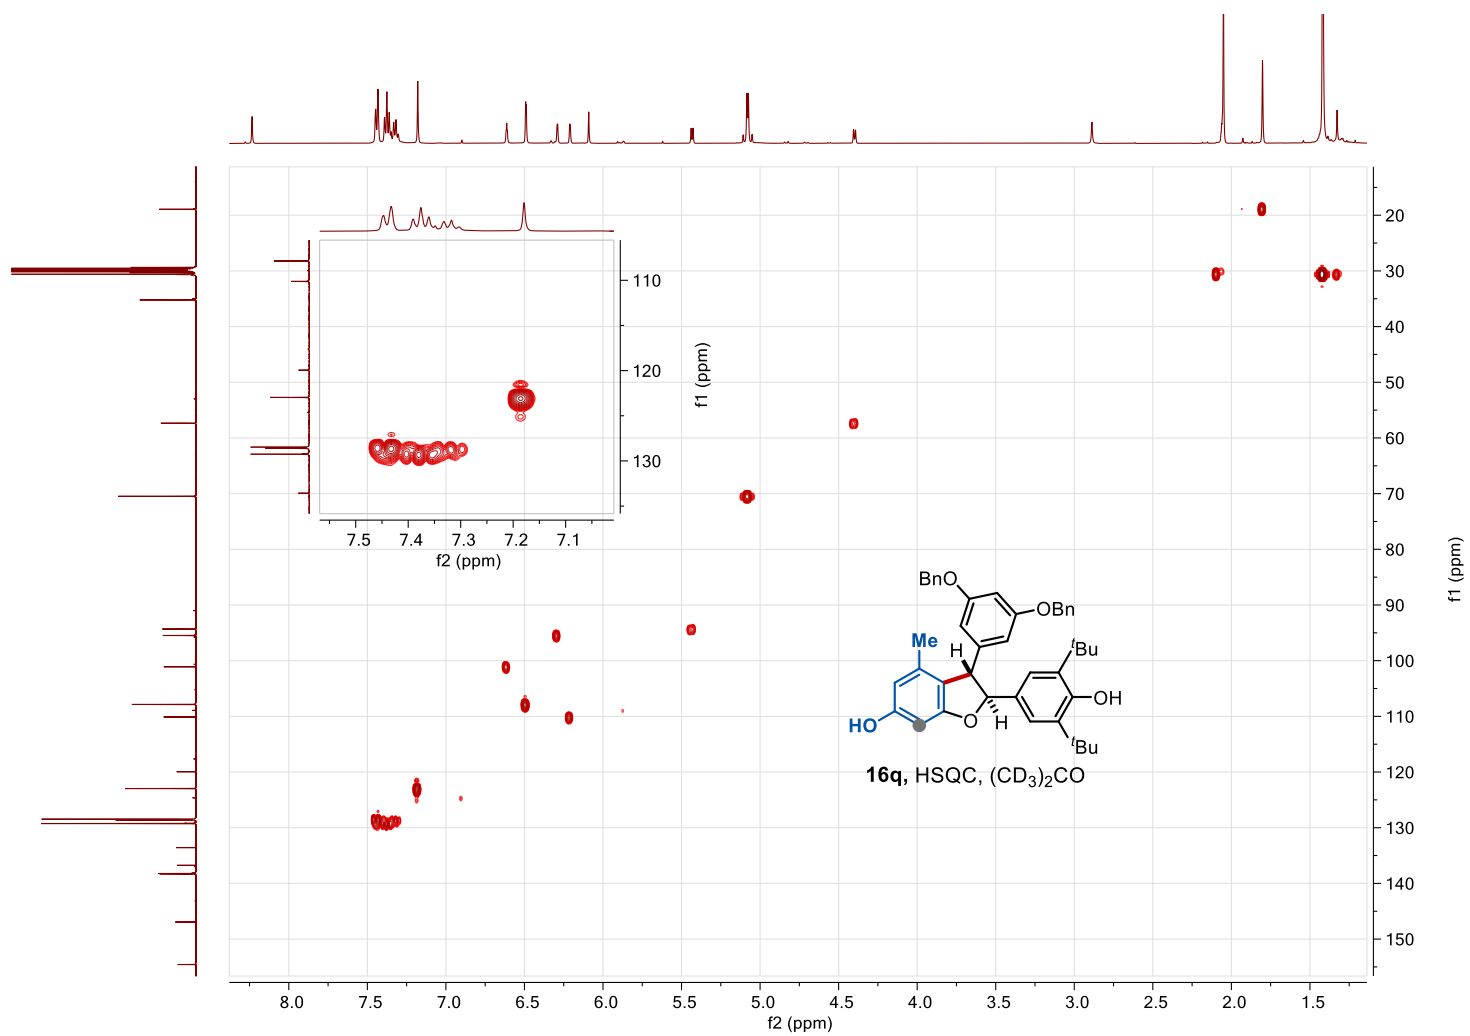 110
120
130
f1 (ppm)
7.5 7.4 7.3 7.2 7.1
f2 (ppm)
20
30
40
50
60
70
80
90
100
110
120
130
140
150
f1 (ppm)
BnO
OBn
Me
H
tBu
OH
HO
O
H
tBu
16q, HSQC, (CD3)2CO
8.0 7.5 7.0 6.5 6.0 5.5 5.0 4.5 4.0 3.5 3.0 2.5 2.0 1.5
f2 (ppm)